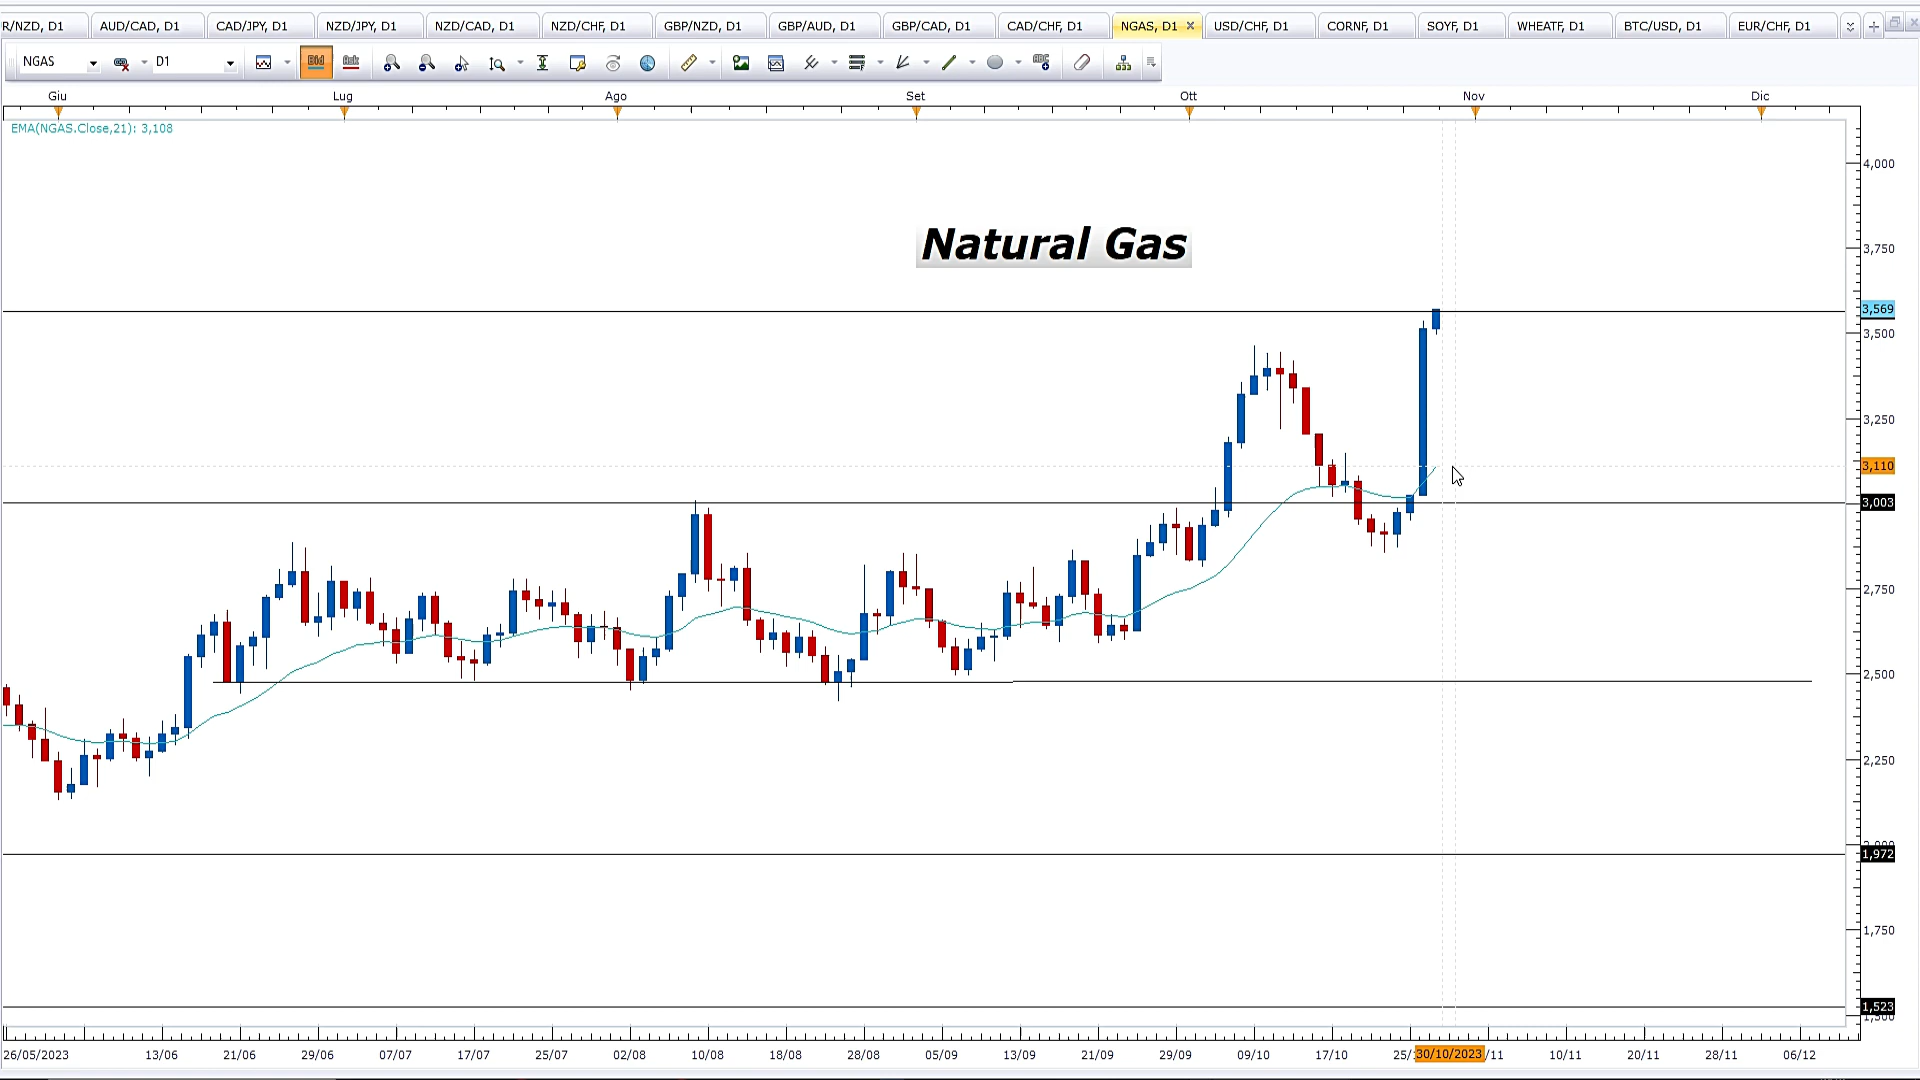 R/NZD, D1 AUD/CAD, D1 CAD/JPY, D1 NZD/JPY, D1 NZD/CAD, D1 NZD/CHF, D1 GBP/NZD, D1 GBP/AUD, D1 GBP/CAD, D1 CAD/CHF, D1 NGAS, D1 USD/CHF, D1 CORNF, D1 SOYF, D1 WHEATF, D1 BTC/USD, D1 EUR/CHF, D1
NGAS D1 Bid Ask ABC
Giu Lug Ago Set Ott Nov Dic
EMA(NGAS.Close,21): 3,108
4,000
Natural Gas
3,750
3,569
3,500
3,250
3,110
3,003
2,750
2,500
2,250
1,972
1,750
1,523
26/05/2023 13/06 21/06 29/06 07/07 17/07 25/07 02/08 10/08 18/08 28/08 05/09 13/09 21/09 29/09 09/10 17/10 25/ 30/10/2023 /11 10/11 20/11 28/11 06/12